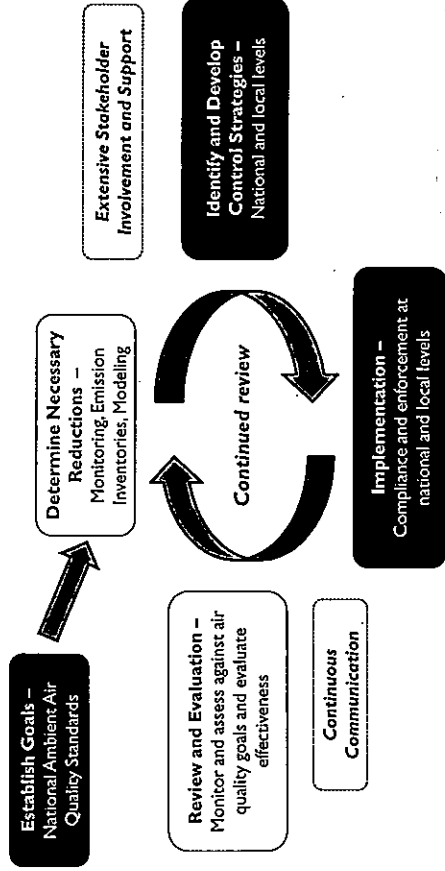 Establish Goals –
National Ambient Air
Quality Standards
Determine Necessary
Reductions –
Monitoring, Emission
Inventories, Modeling
Extensive Stakeholder
Involvement and Support
Identify and Develop
Control Strategies –
National and local levels
Continued review
Implementation –
Compliance and enforcement at
national and local levels
Review and Evaluation –
Monitor and assess against air
quality goals and evaluate
effectiveness
Continuous
Communication